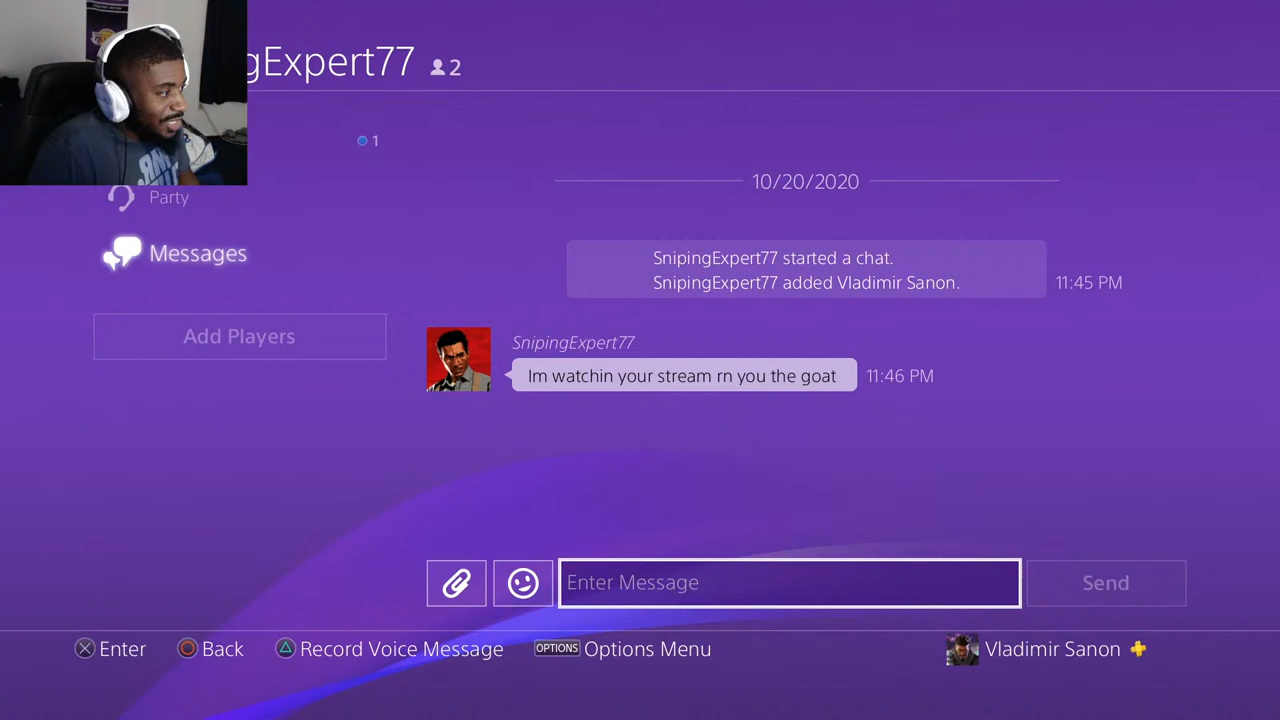 gExpert77 2
1
Party
Messages
Add Players
10/20/2020
SnipingExpert77 started a chat.
SnipingExpert77 added Vladimir Sanon. 11:45 PM
SnipingExpert77
Im watchin your stream rn you the goat 11:46 PM
Enter Message
Send
Enter
Back
Record Voice Message
OPTIONS Options Menu
Vladimir Sanon